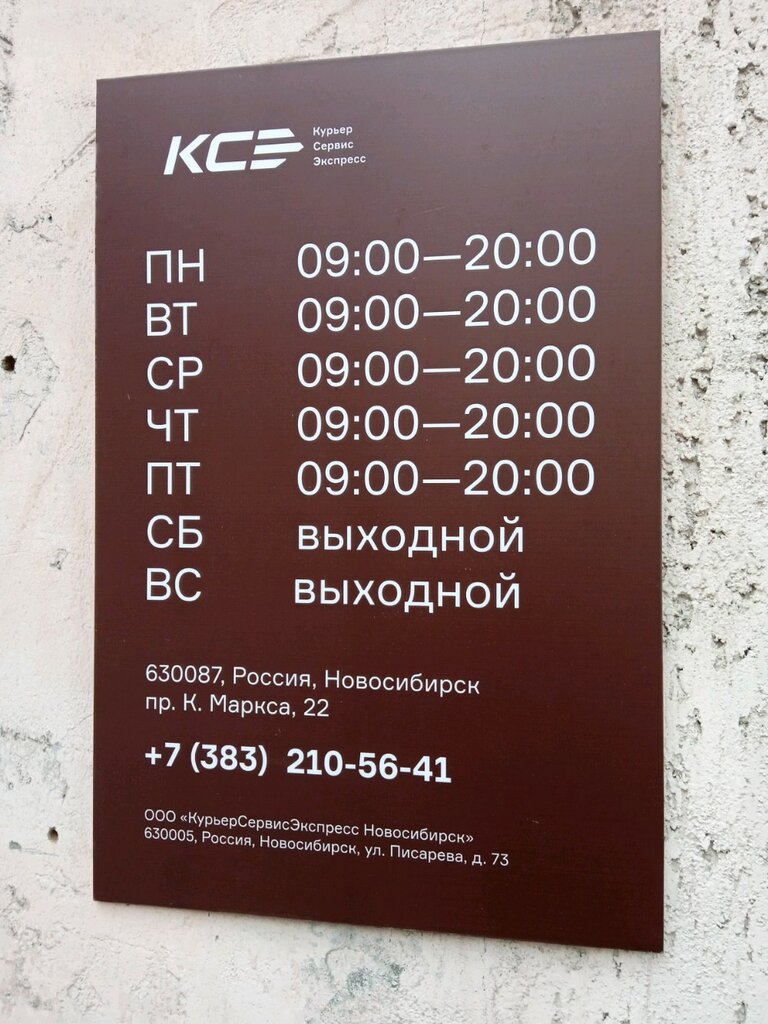 КСЭ
Курьер
Сервис
Экспресс
ПН 09:00—20:00
ВТ 09:00—20:00
СР 09:00—20:00
ЧТ 09:00—20:00
ПТ 09:00—20:00
СБ выходной
ВС выходной
630087, Россия, Новосибирск
пр. К. Маркса, 22
+7 (383) 210-56-41
ООО «КурьерСервисЭкспресс Новосибирск»
630005, Россия, Новосибирск, ул. Писарева, д. 73